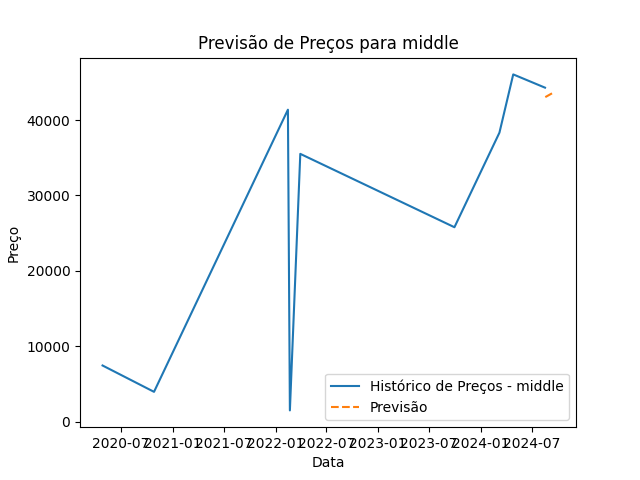 Previsão de Preços para middle
Preço
40000
30000
20000
10000
0
Histórico de Preços - middle
Previsão
2020-07 2021-01 2021-07 2022-01 2022-07 2023-01 2023-07 2024-01 2024-07
Data